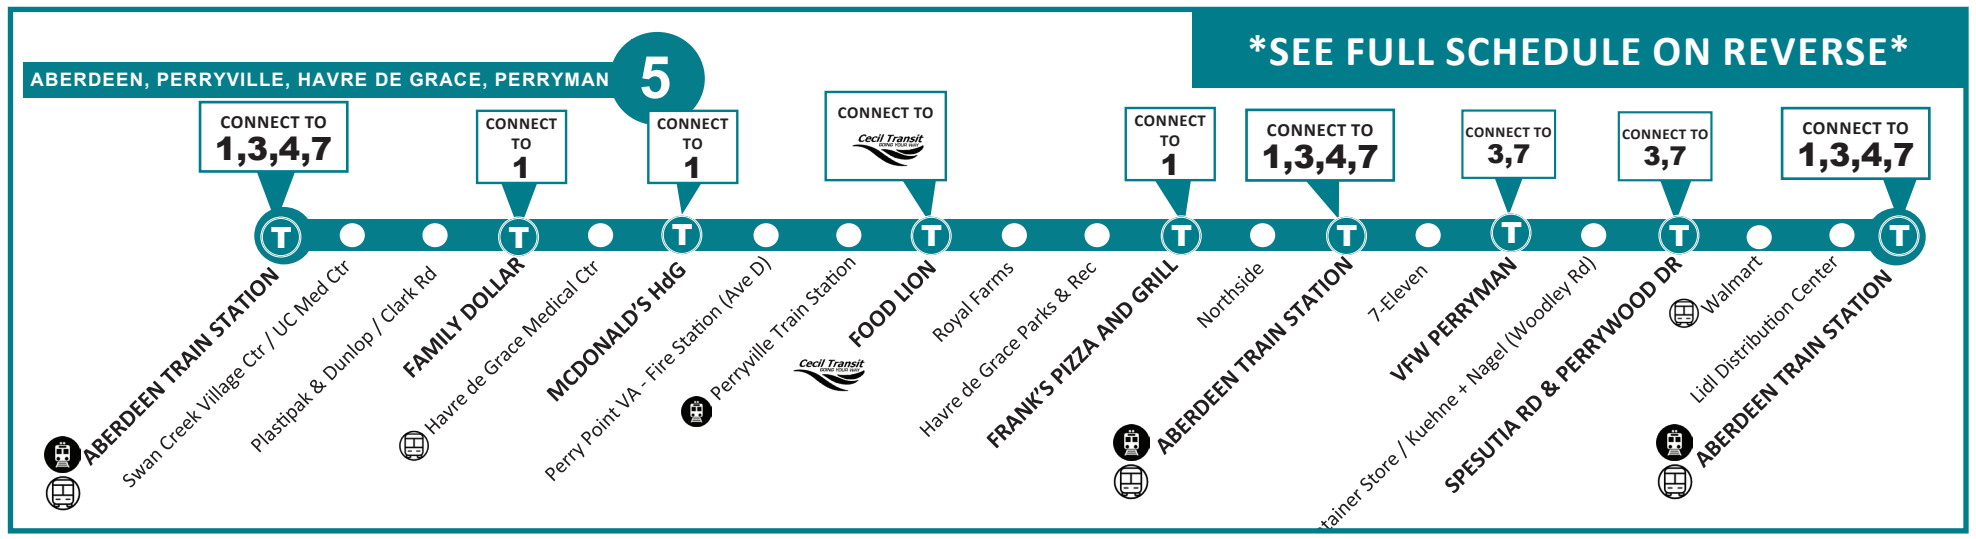 *SEE FULL SCHEDULE ON REVERSE*
ABERDEEN, PERRYVILLE, HAVRE DE GRACE, PERRYMAN
5
CONNECT TO
1,3,4,7
CONNECT
TO
1
CONNECT
TO
1
CONNECT TO
Cecil Transit
GOING YOUR WAY
CONNECT
TO
1
CONNECT TO
1,3,4,7
CONNECT TO
3,7
CONNECT TO
3,7
CONNECT TO
1,3,4,7
T
T
T
T
T
T
T
T
T
ABERDEEN TRAIN STATION
Swan Creek Village Ctr / UC Med Ctr
Plastipak & Dunlop / Clark Rd
FAMILY DOLLAR
Havre de Grace Medical Ctr
MCDONALD'S HdG
Perry Point VA - Fire Station (Ave D)
Perryville Train Station
FOOD LION
Cecil Transit
GOING YOUR WAY
Royal Farms
Havre de Grace Parks & Rec
FRANK'S PIZZA AND GRILL
Northside
ABERDEEN TRAIN STATION
7-Eleven
VFW PERRYMAN
tainer Store / Kuehne + Nagel (Woodley Rd)
SPESUTIA RD & PERRYWOOD DR
Walmart
Lidl Distribution Center
ABERDEEN TRAIN STATION